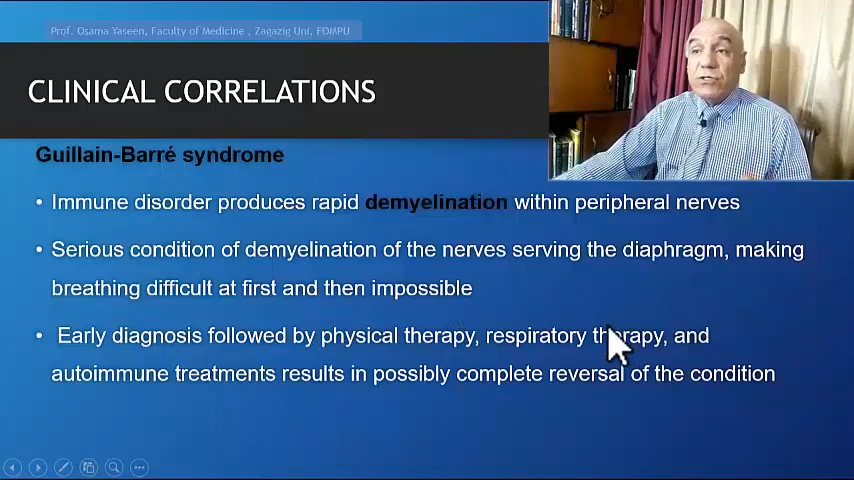 Prof. Osama Yaseen, Faculty of Medicine , Zagazig Uni, FOMPU
CLINICAL CORRELATIONS
Guillain-Barré syndrome
• Immune disorder produces rapid demyelination within peripheral nerves
• Serious condition of demyelination of the nerves serving the diaphragm, making
breathing difficult at first and then impossible
• Early diagnosis followed by physical therapy, respiratory therapy, and
autoimmune treatments results in possibly complete reversal of the condition